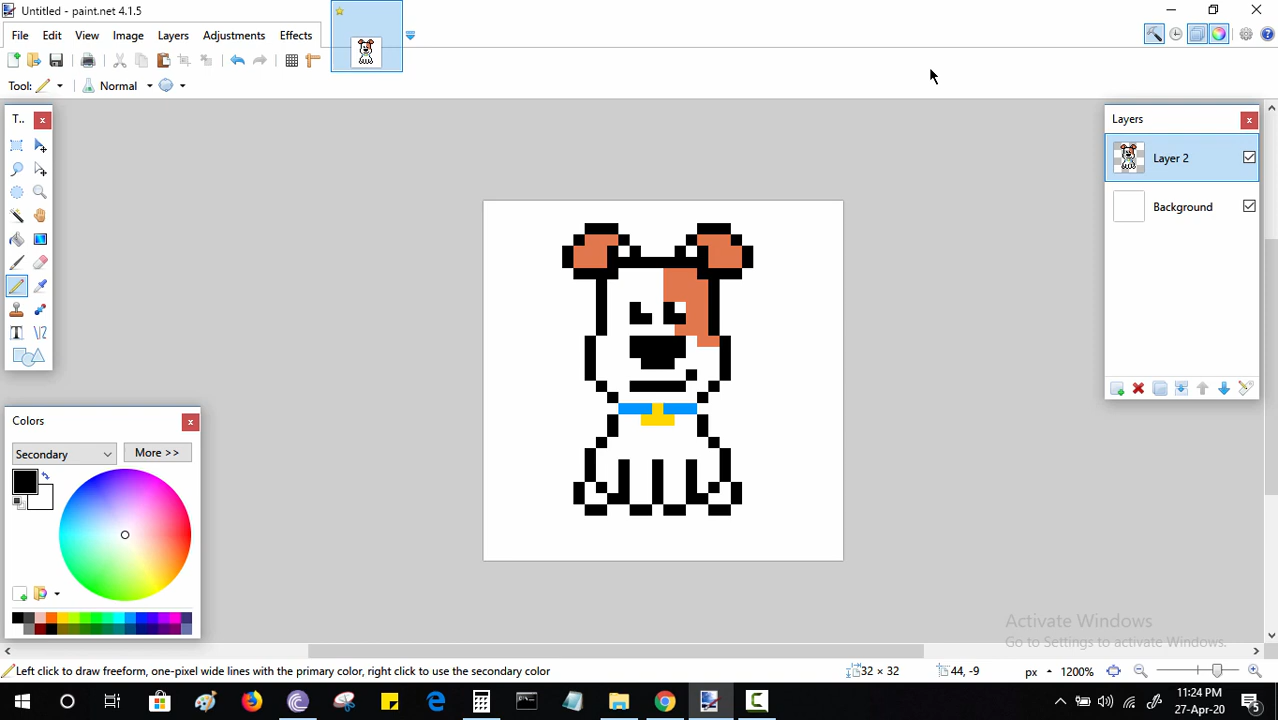 Untitled - paint.net 4.1.5
File Edit View Image Layers Adjustments Effects
Tool: Normal
T..
Layers
Layer 2
Background
Colors
Secondary More >>
Activate Windows
Go to Settings to activate Windows.
Left click to draw freeform, one-pixel wide lines with the primary color, right click to use the secondary color 32 × 32 44, -9 px 1200%
11:24 PM
27-Apr-20
5